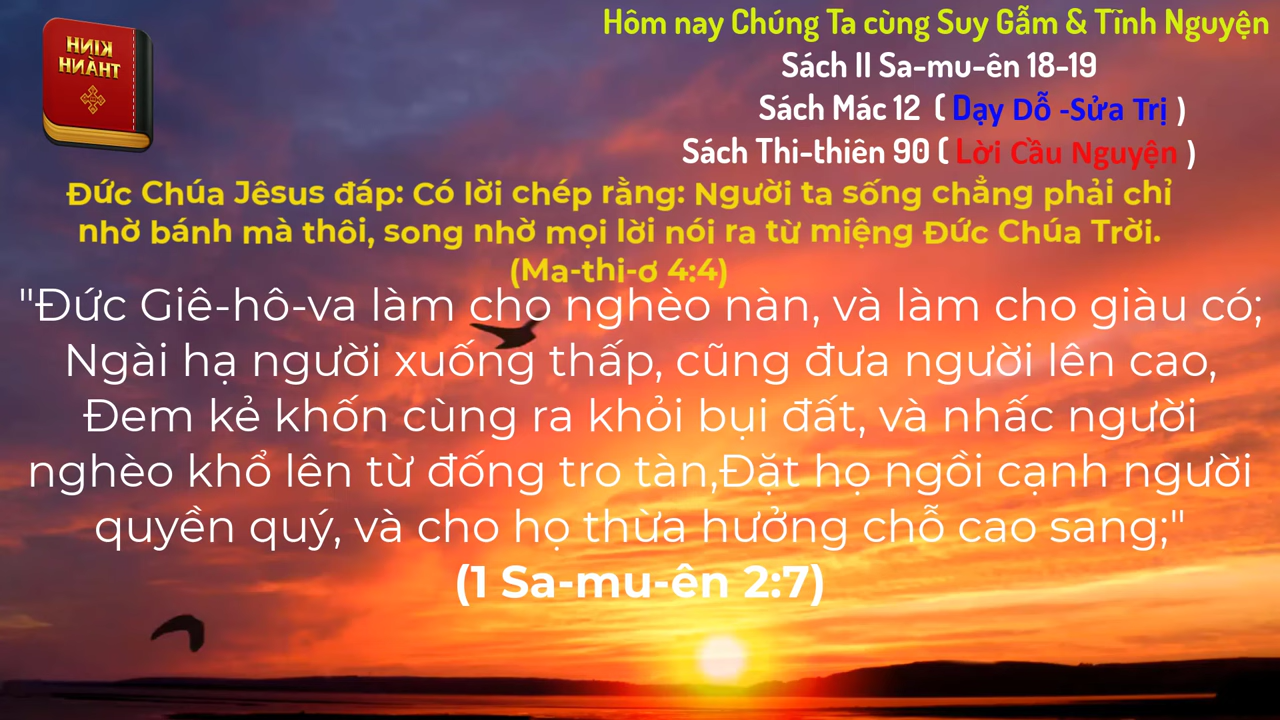 KINH
THÁNH
Hôm nay Chúng Ta cùng Suy Gẫm & Tĩnh Nguyện
Sách II Sa-mu-ên 18-19
Sách Mác 12 ( Dạy Dỗ -Sửa Trị )
Sách Thi-thiên 90 ( Lời Cầu Nguyện )
Đức Chúa Jêsus đáp: Có lời chép rằng: Người ta sống chẳng phải chỉ
nhờ bánh mà thôi, song nhờ mọi lời nói ra từ miệng Đức Chúa Trời.
(Ma-thi-ơ 4:4)
"Đức Giê-hô-va làm cho nghèo nàn, và làm cho giàu có;
Ngài hạ người xuống thấp, cũng đưa người lên cao,
Đem kẻ khốn cùng ra khỏi bụi đất, và nhấc người
nghèo khổ lên từ đống tro tàn,Đặt họ ngồi cạnh người
quyền quý, và cho họ thừa hưởng chỗ cao sang;"
(1 Sa-mu-ên 2:7)